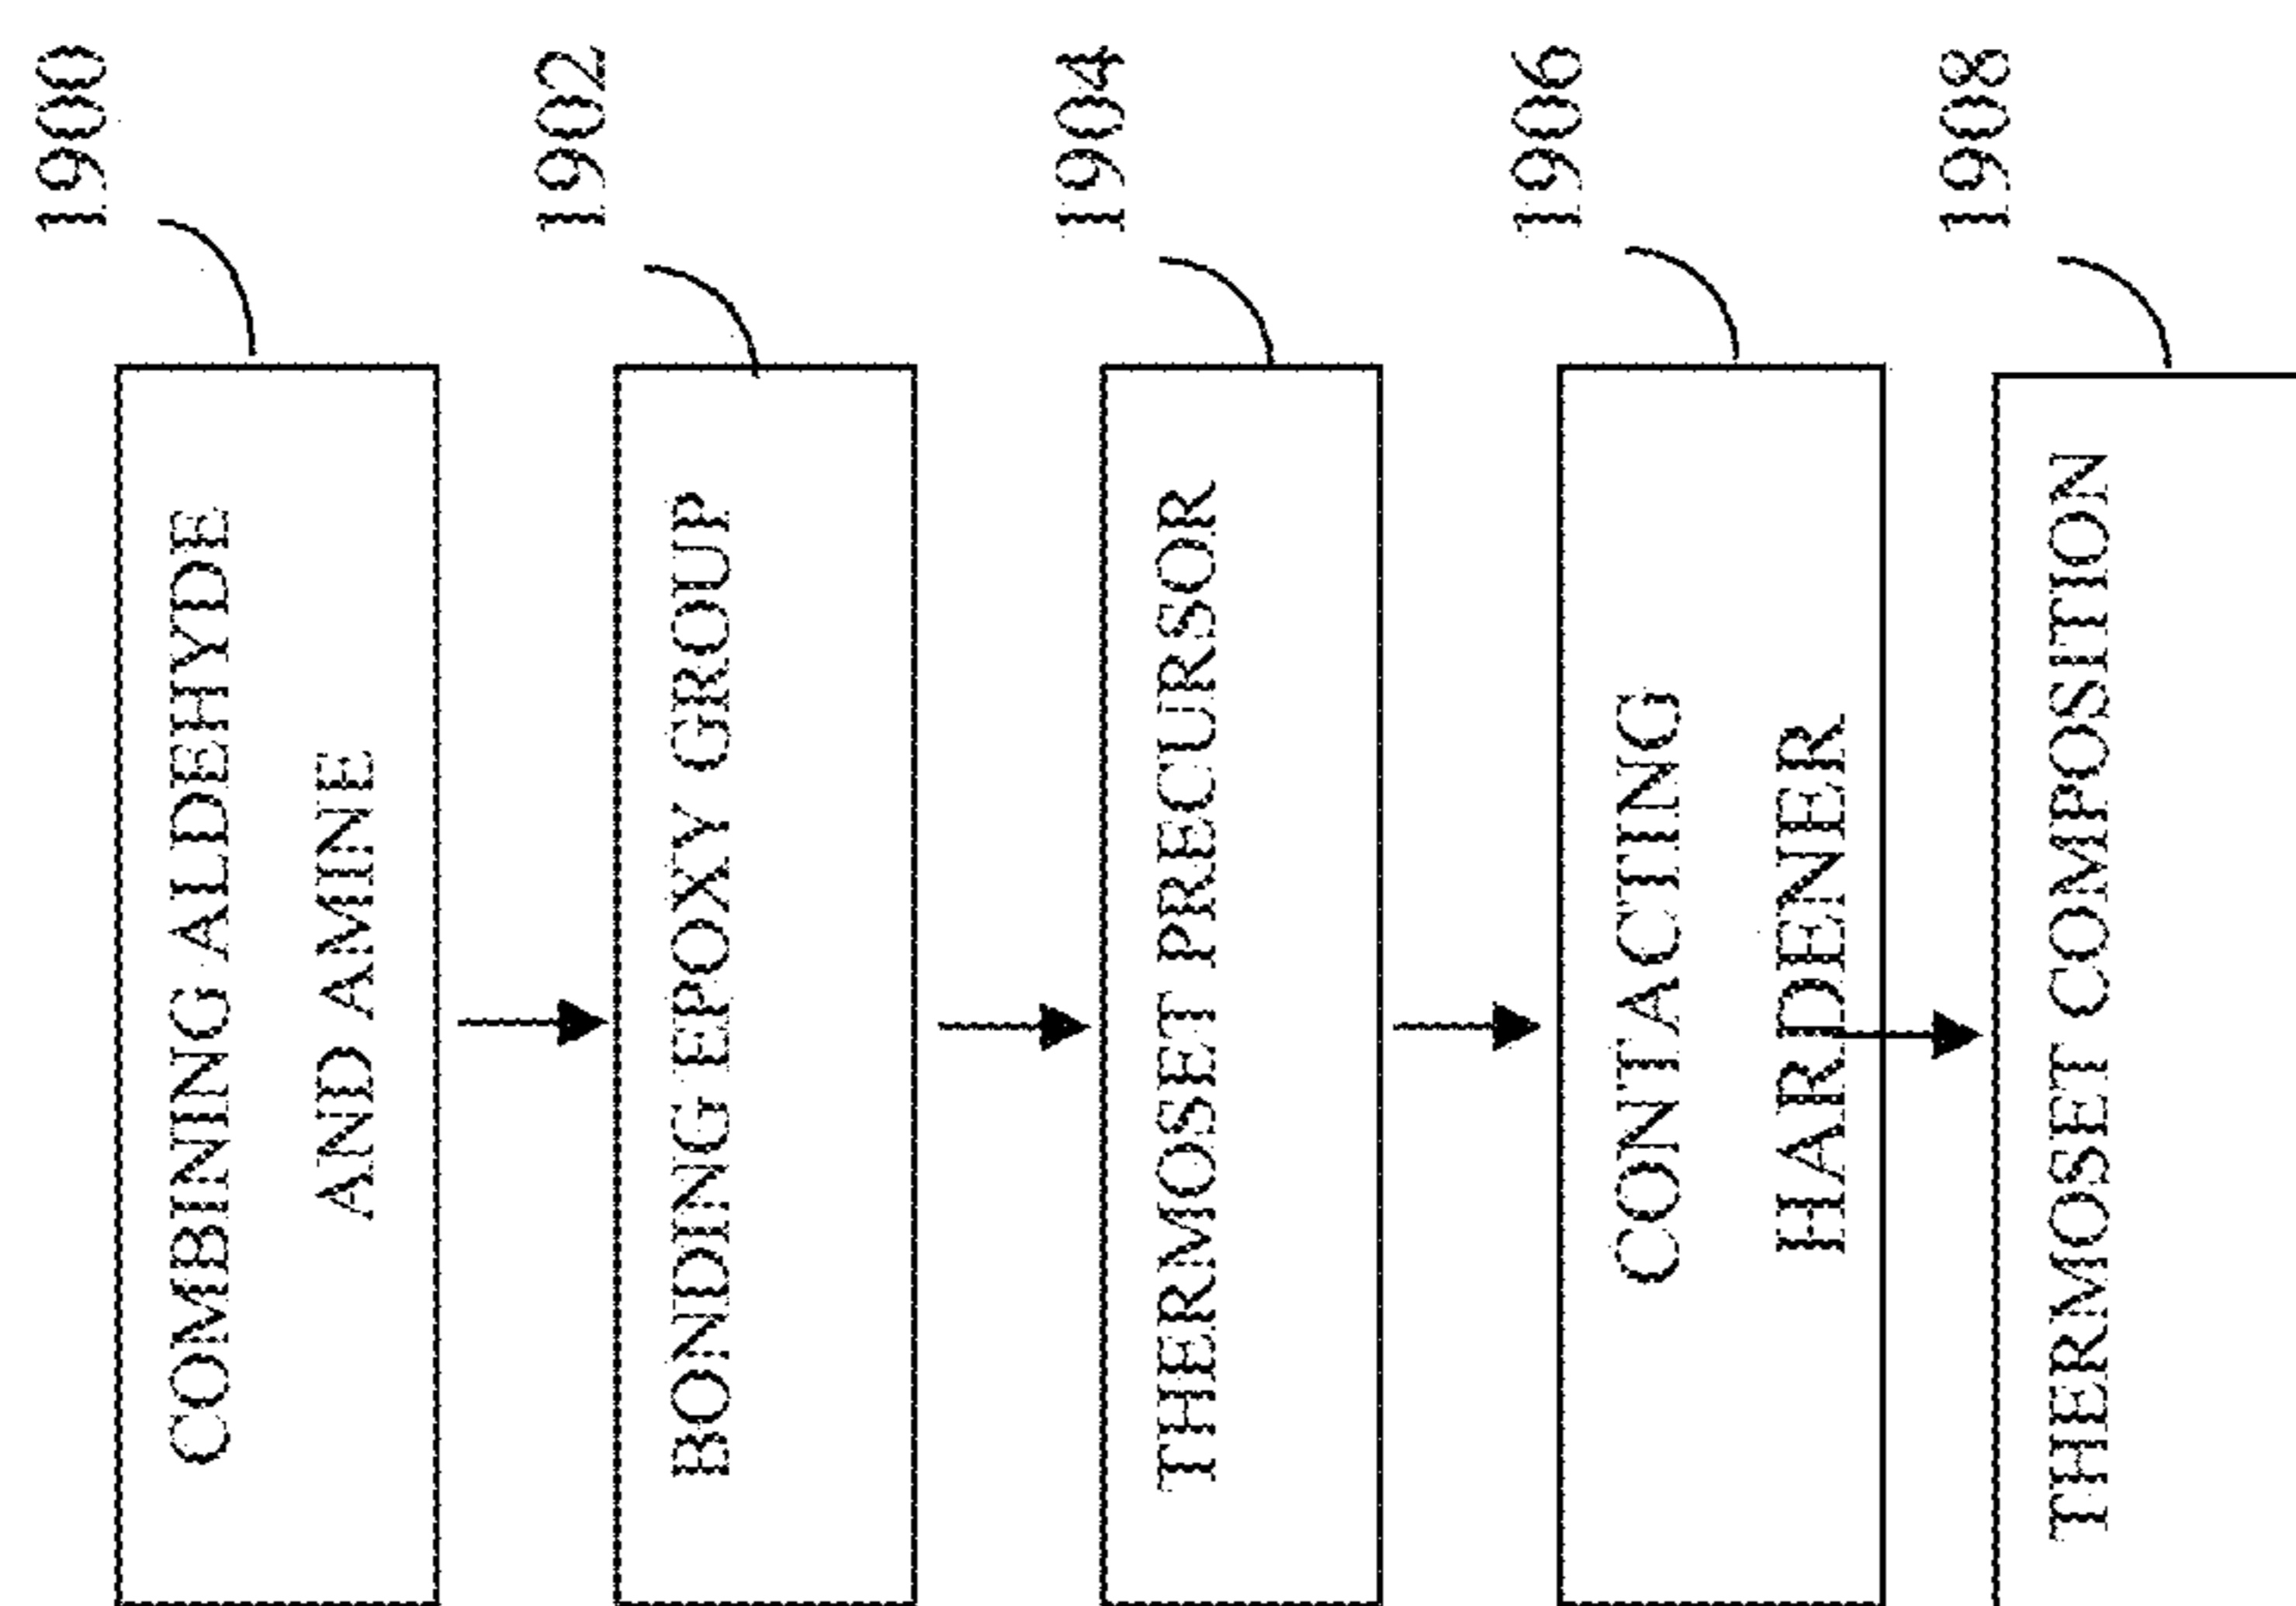 1900
COMBINING ALDEHYDE
AND AMINE
1902
BONDING EPOXY GROUP
1904
THERMOSET PRECURSOR
1906
CONTACTING
HARDENER
1908
THERMOSET COMPOSITION